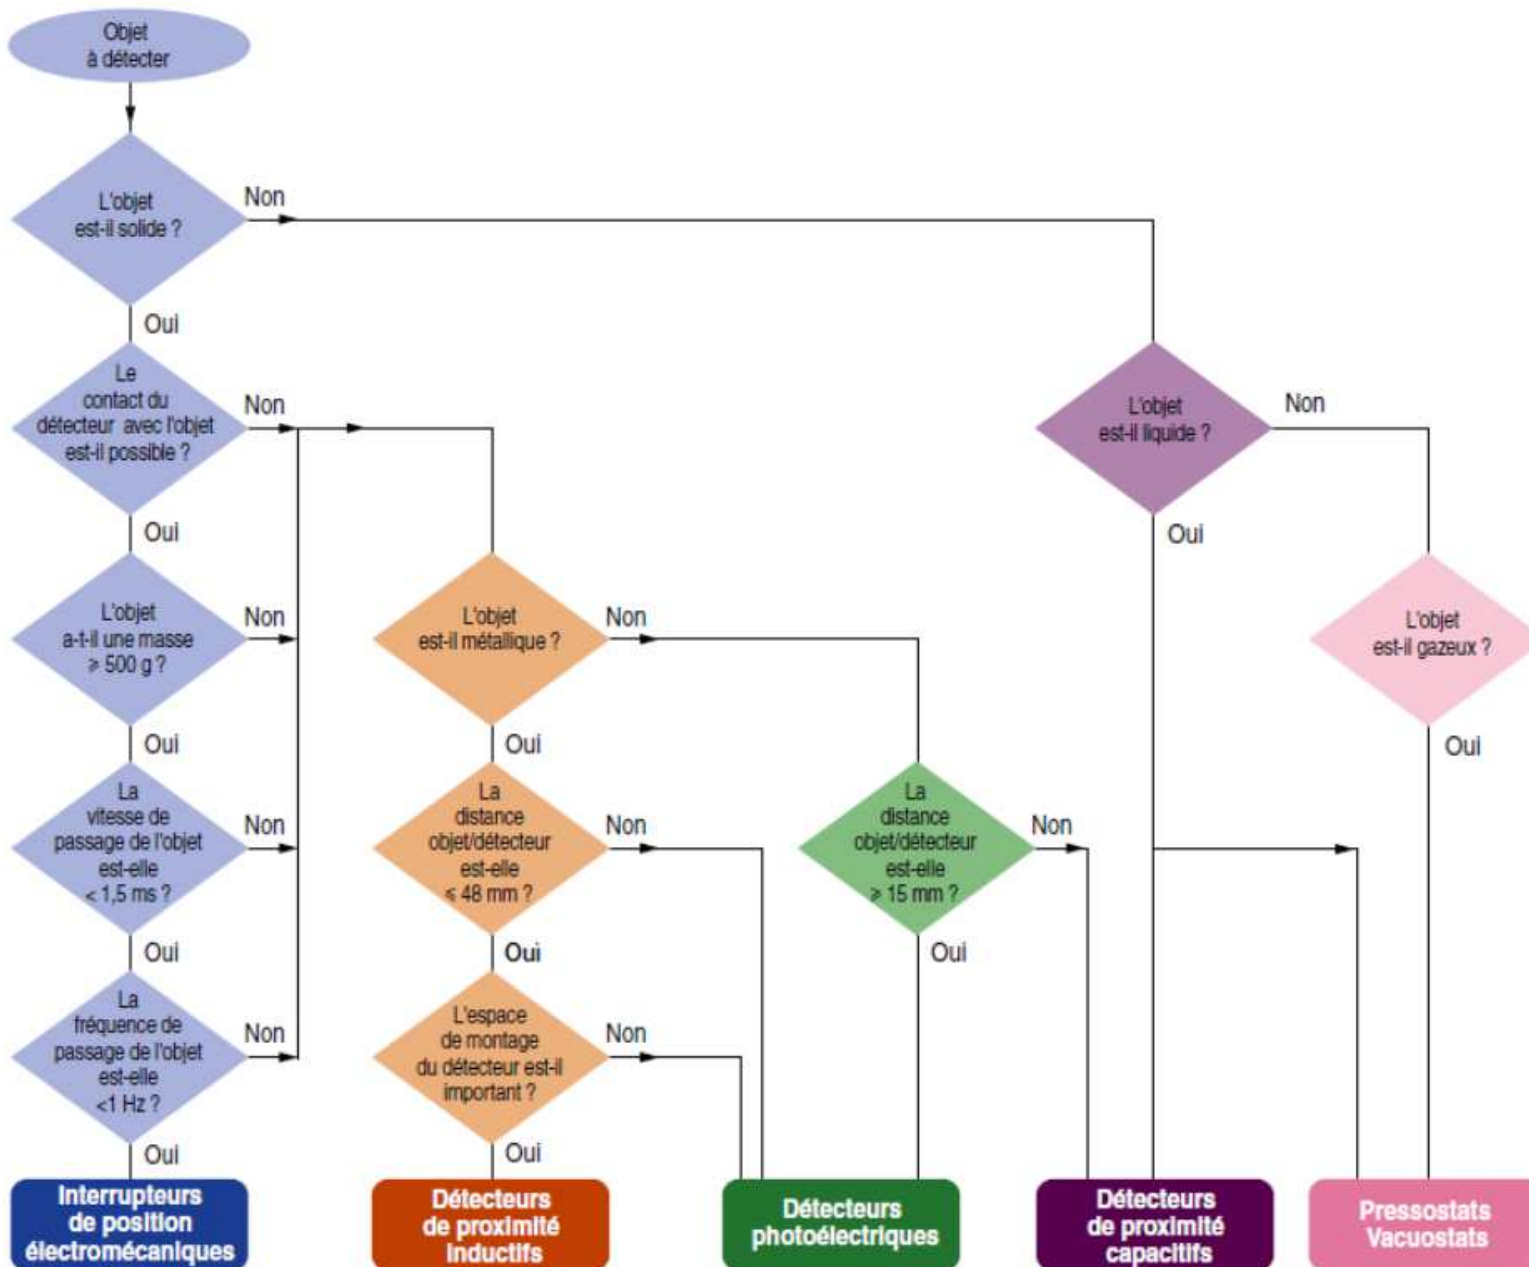 Objet
à détecter
L'objet
est-il solide ?
Non
Oui
Le
contact du
détecteur avec l'objet
est-il possible ?
Non
Oui
L'objet
a-t-il une masse
⩾ 500 g ?
Non
Oui
La
vitesse de
passage de l'objet
est-elle
< 1,5 ms ?
Non
Oui
La
fréquence de
passage de l'objet
est-elle
<1 Hz ?
Non
Oui
Interrupteurs
de position
électromécaniques
L'objet
est-il métallique ?
Non
Oui
La
distance
objet/détecteur
est-elle
⩽ 48 mm ?
Non
Oui
L'espace
de montage
du détecteur est-il
important ?
Non
Oui
Détecteurs
de proximité
inductifs
La
distance
objet/détecteur
est-elle
⩾ 15 mm ?
Non
Oui
Détecteurs
photoélectriques
L'objet
est-il liquide ?
Non
Oui
Détecteurs
de proximité
capacitifs
L'objet
est-il gazeux ?
Oui
Pressostats
Vacuostats